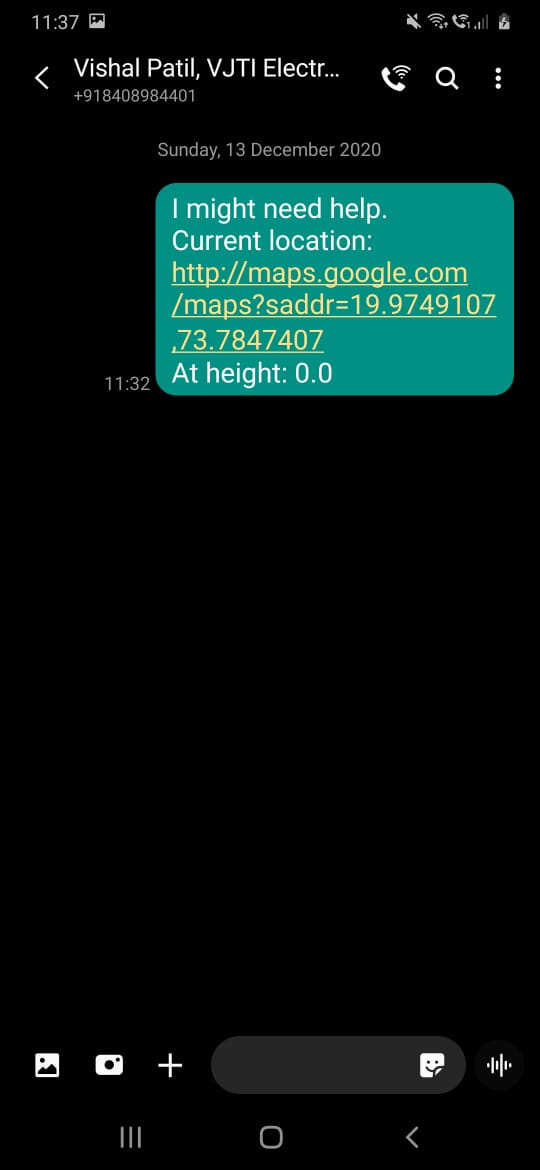 11:37
Vishal Patil, VJTI Electr...
+918408984401
Sunday, 13 December 2020
I might need help.
Current location:
http://maps.google.com
/maps?saddr=19.9749107
,73.7847407
At height: 0.0
11:32